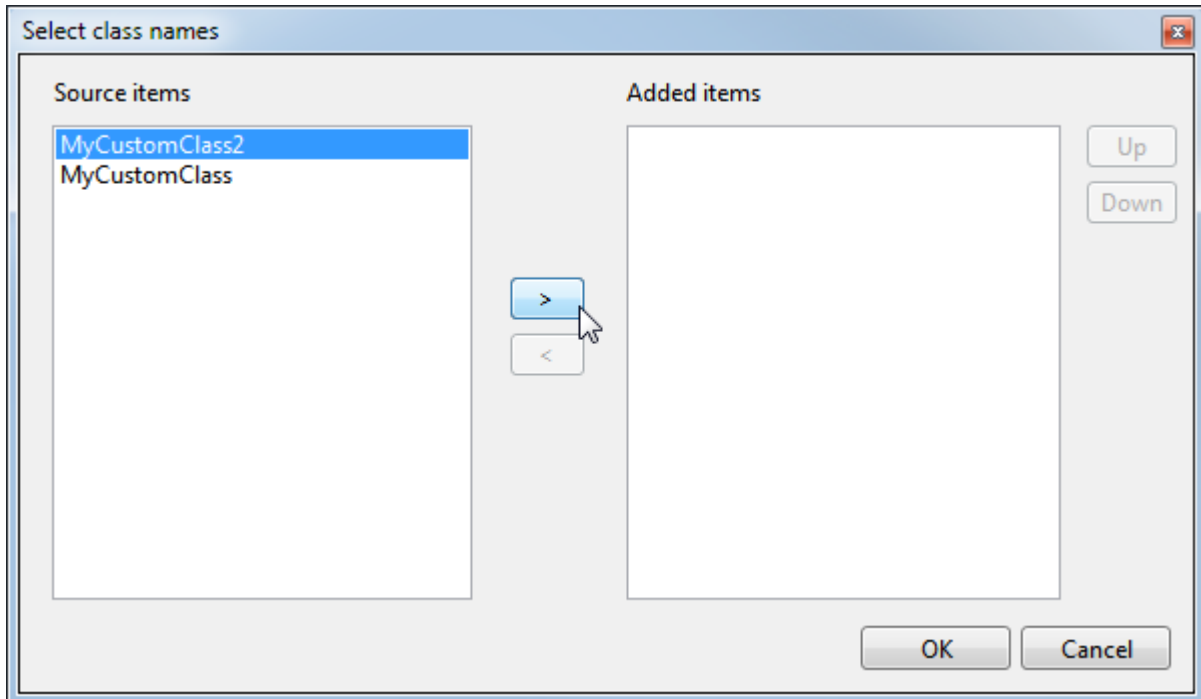 Select class names
Source items
Added items
MyCustomClass2
MyCustomClass
Up
Down
>
<
OK
Cancel